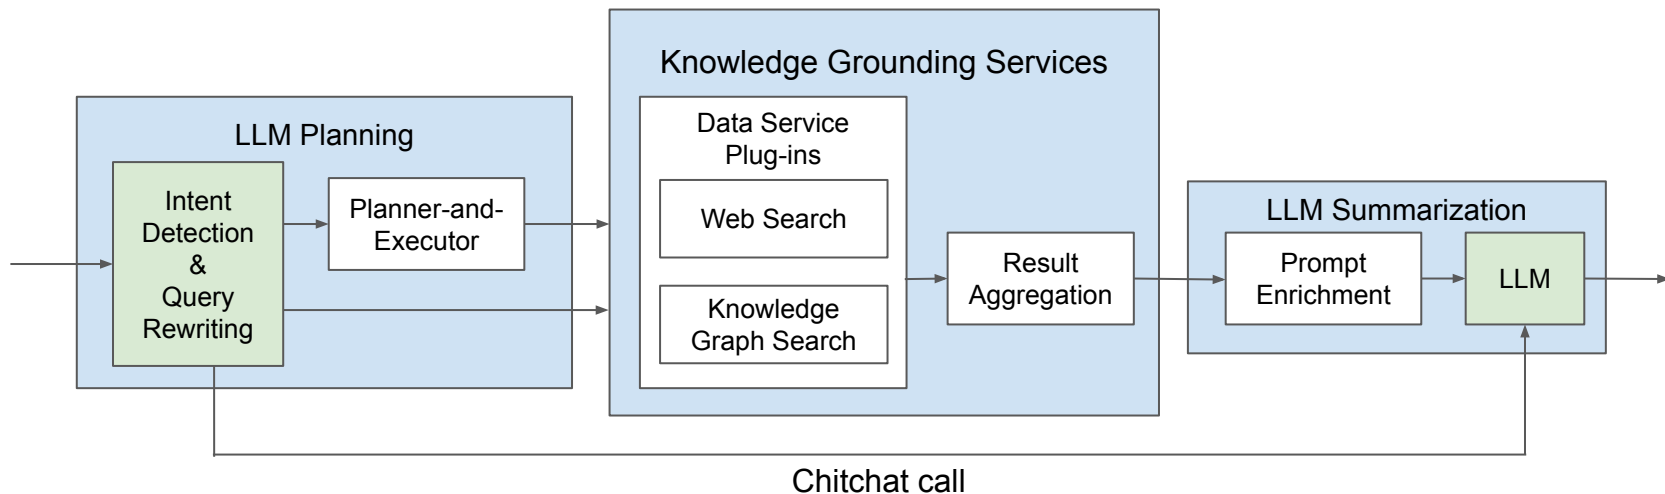 LLM Planning
Intent
Detection
&
Query
Rewriting
Planner-and-
Executor
Knowledge Grounding Services
Data Service
Plug-ins
Web Search
Knowledge
Graph Search
Result
Aggregation
LLM Summarization
Prompt
Enrichment
LLM
Chitchat call